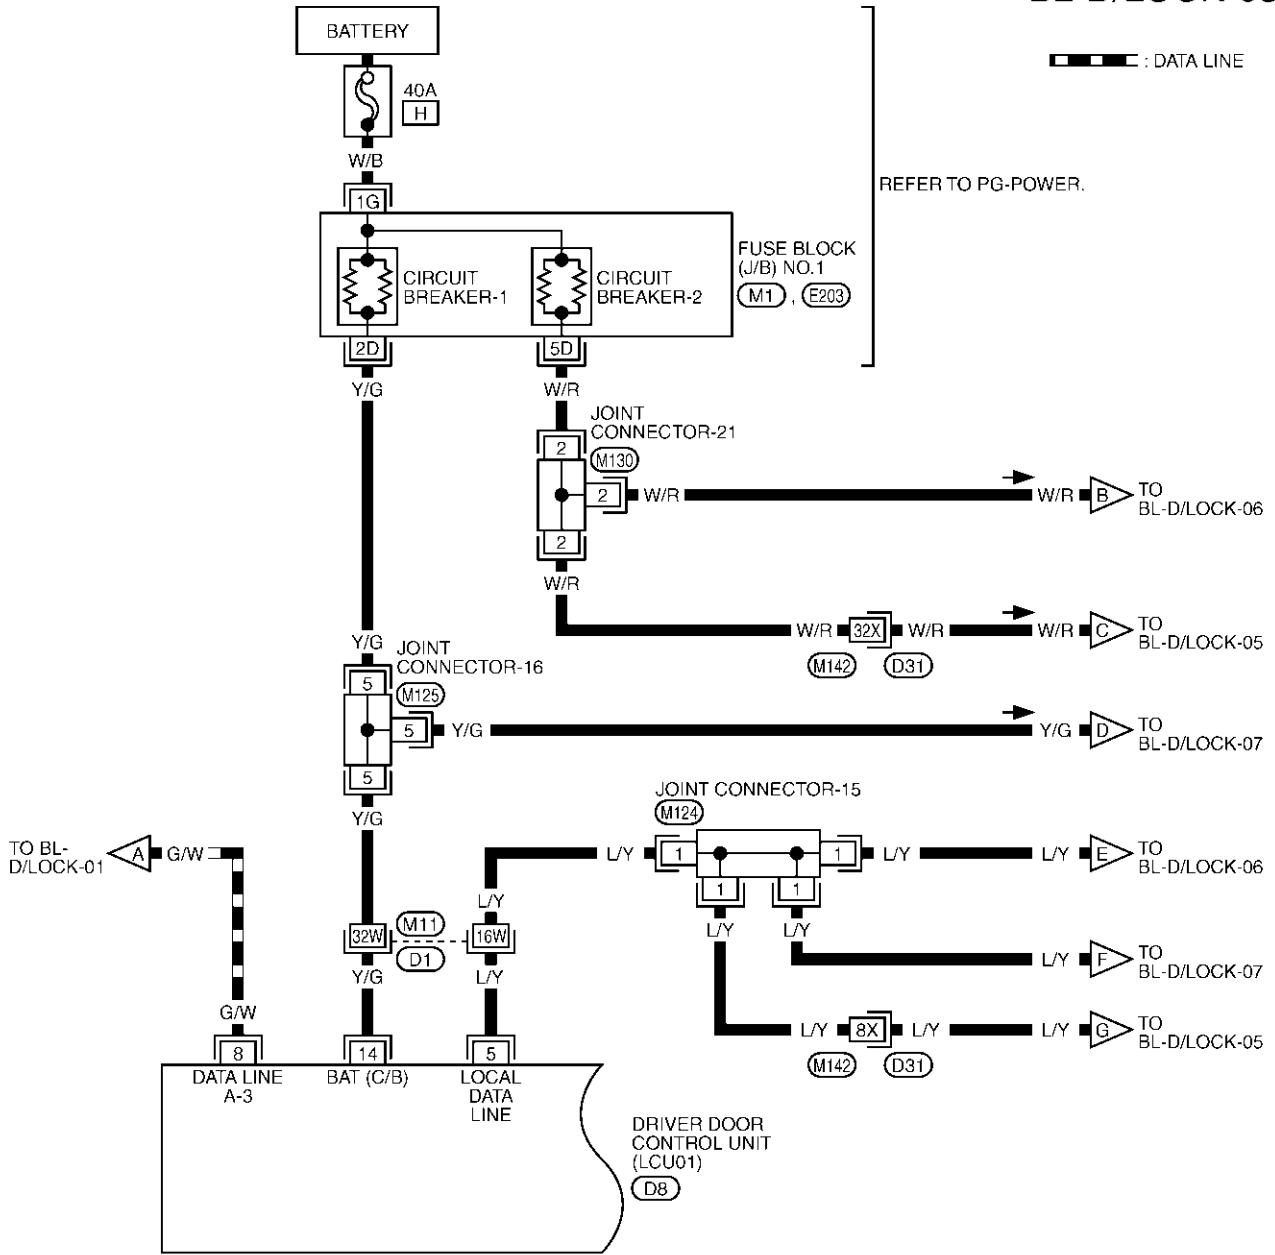 BATTERY
: DATA LINE
40A
H
W/B
REFER TO PG-POWER.
1G
FUSE BLOCK
(J/B) NO.1
M1 , E203
CIRCUIT
BREAKER-1
CIRCUIT
BREAKER-2
2D
5D
Y/G
W/R
JOINT
CONNECTOR-21
M130
2
2
W/R
W/R
B
TO
BL-D/LOCK-06
2
W/R
W/R
32X
W/R
W/R
C
TO
BL-D/LOCK-05
M142
D31
Y/G
JOINT
CONNECTOR-16
M125
5
5
Y/G
Y/G
D
TO
BL-D/LOCK-07
5
Y/G
JOINT CONNECTOR-15
M124
TO BL-
D/LOCK-01
A
G/W
L/Y
1
1
L/Y
L/Y
E
TO
BL-D/LOCK-06
1
1
L/Y
L/Y
L/Y
32W
M11
D1
16W
L/Y
F
TO
BL-D/LOCK-07
Y/G
L/Y
G/W
L/Y
8X
L/Y
L/Y
G
TO
BL-D/LOCK-05
M142
D31
8
14
5
DATA LINE
A-3
BAT (C/B)
LOCAL
DATA
LINE
DRIVER DOOR
CONTROL UNIT
(LCU01)
D8